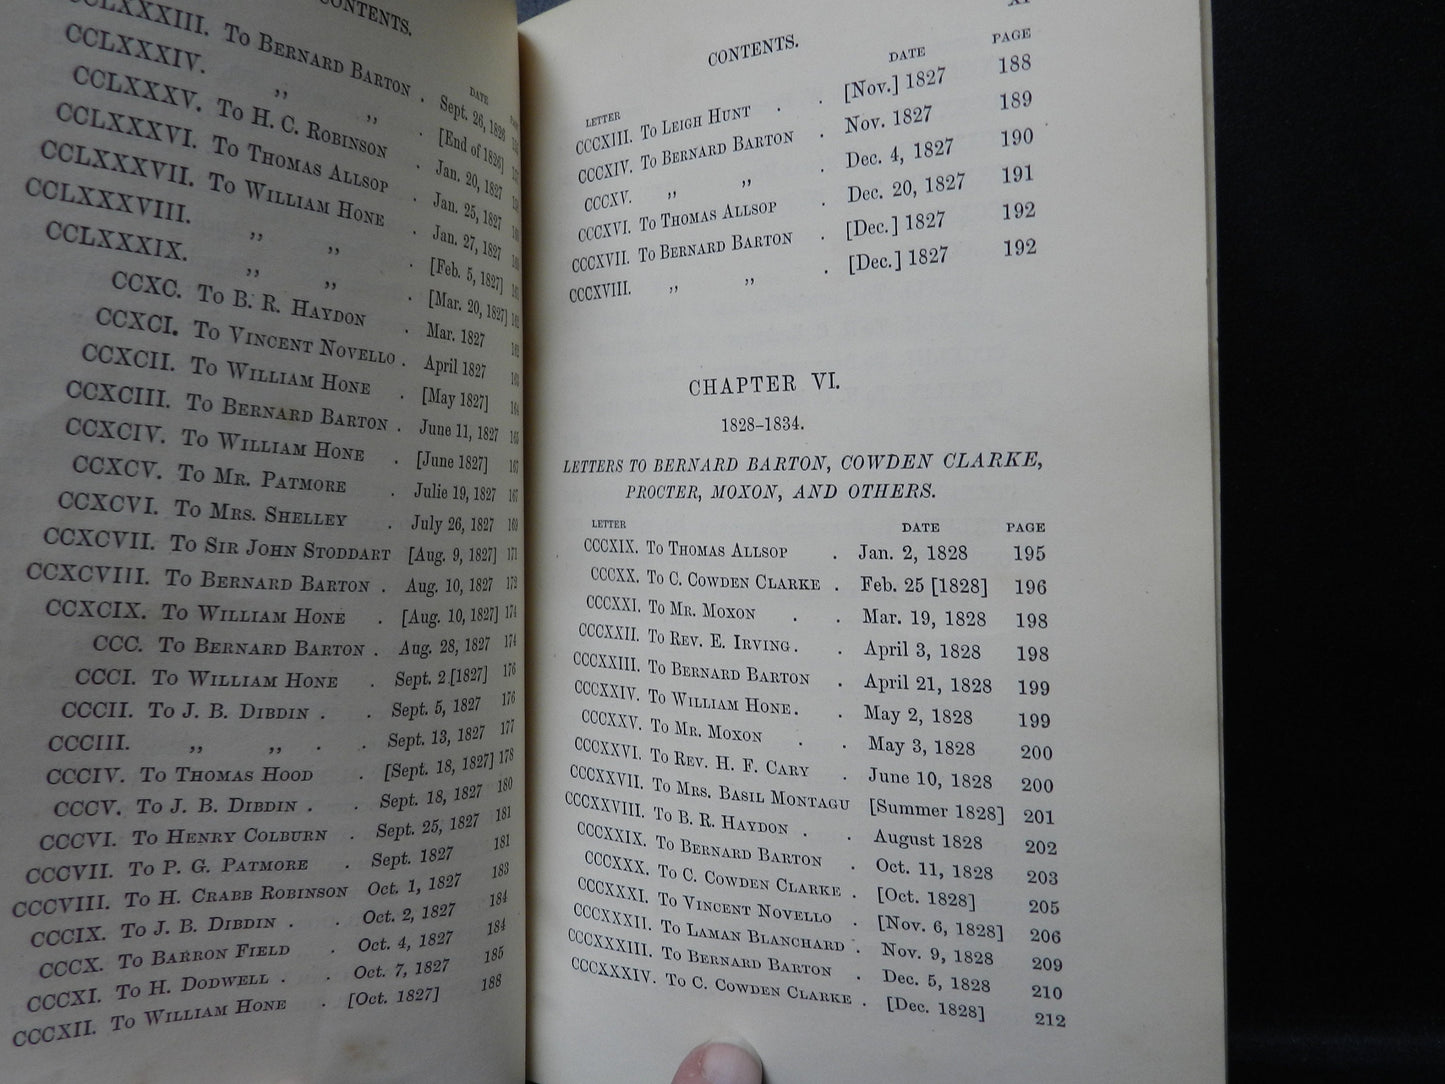 CONTENTS.
DATE
CCLXXXIII. To Bernard Barton . Sept. 26, 1826
CCLXXXIV. ,, ,, . [End of 1826]
CCLXXXV. To H. C. Robinson . Jan. 20, 1827
CCLXXXVI. To Thomas Allsop . Jan. 25, 1827
CCLXXXVII. To William Hone . Jan. 27, 1827
CCLXXXVIII. ,, ,, . [Feb. 5, 1827]
CCLXXXIX. ,, ,, . [Mar. 20, 1827]
CCXC. To B. R. Haydon . Mar. 1827
CCXCI. To Vincent Novello . April 1827
CCXCII. To William Hone . [May 1827] 164
CCXCIII. To Bernard Barton . June 11, 1827 165
CCXCIV. To William Hone . [June 1827] 167
CCXCV. To Mr. Patmore . Julie 19, 1827 167
CCXCVI. To Mrs. Shelley . July 26, 1827 169
CCXCVII. To Sir John Stoddart [Aug. 9, 1827] 171
CCXCVIII. To Bernard Barton . Aug. 10, 1827 172
CCXCIX. To William Hone . [Aug. 10, 1827] 174
CCC. To Bernard Barton . Aug. 28, 1827 174
CCCI. To William Hone . Sept. 2 [1827] 176
CCCII. To J. B. Dibdin . . Sept. 5, 1827 176
CCCIII. ,, ,, . . Sept. 13, 1827 177
CCCIV. To Thomas Hood . [Sept. 18, 1827] 178
CCCV. To J. B. Dibdin . . Sept. 18, 1827 180
CCCVI. To Henry Colburn . Sept. 25, 1827 181
CCCVII. To P. G. Patmore . Sept. 1827 181
CCCVIII. To H. Crabb Robinson Oct. 1, 1827 183
CCCIX. To J. B. Dibdin . . Oct. 2, 1827 184
CCCX. To Barron Field . Oct. 4, 1827 184
CCCXI. To H. Dodwell . . Oct. 7, 1827 185
CCCXII. To William Hone . [Oct. 1827] 188
CONTENTS.
LETTER DATE PAGE
CCCXIII. To Leigh Hunt . . [Nov.] 1827 188
CCCXIV. To Bernard Barton . Nov. 1827 189
CCCXV. ,, ,, . Dec. 4, 1827 190
CCCXVI. To Thomas Allsop . Dec. 20, 1827 191
CCCXVII. To Bernard Barton . [Dec.] 1827 192
CCCXVIII. ,, ,, . [Dec.] 1827 192
CHAPTER VI.
1828–1834.
LETTERS TO BERNARD BARTON, COWDEN CLARKE,
PROCTER, MOXON, AND OTHERS.
LETTER DATE PAGE
CCCXIX. To Thomas Allsop . Jan. 2, 1828 195
CCCXX. To C. Cowden Clarke . Feb. 25 [1828] 196
CCCXXI. To Mr. Moxon . . Mar. 19, 1828 198
CCCXXII. To Rev. E. Irving . . April 3, 1828 198
CCCXXIII. To Bernard Barton . April 21, 1828 199
CCCXXIV. To William Hone . . May 2, 1828 199
CCCXXV. To Mr. Moxon . . May 3, 1828 200
CCCXXVI. To Rev. H. F. Cary . June 10, 1828 200
CCCXXVII. To Mrs. Basil Montagu [Summer 1828] 201
CCCXXVIII. To B. R. Haydon . . August 1828 202
CCCXXIX. To Bernard Barton . Oct. 11, 1828 203
CCCXXX. To C. Cowden Clarke . [Oct. 1828] 205
CCCXXXI. To Vincent Novello . [Nov. 6, 1828] 206
CCCXXXII. To Laman Blanchard . Nov. 9, 1828 209
CCCXXXIII. To Bernard Barton . Dec. 5, 1828 210
CCCXXXIV. To C. Cowden Clarke . [Dec. 1828] 212